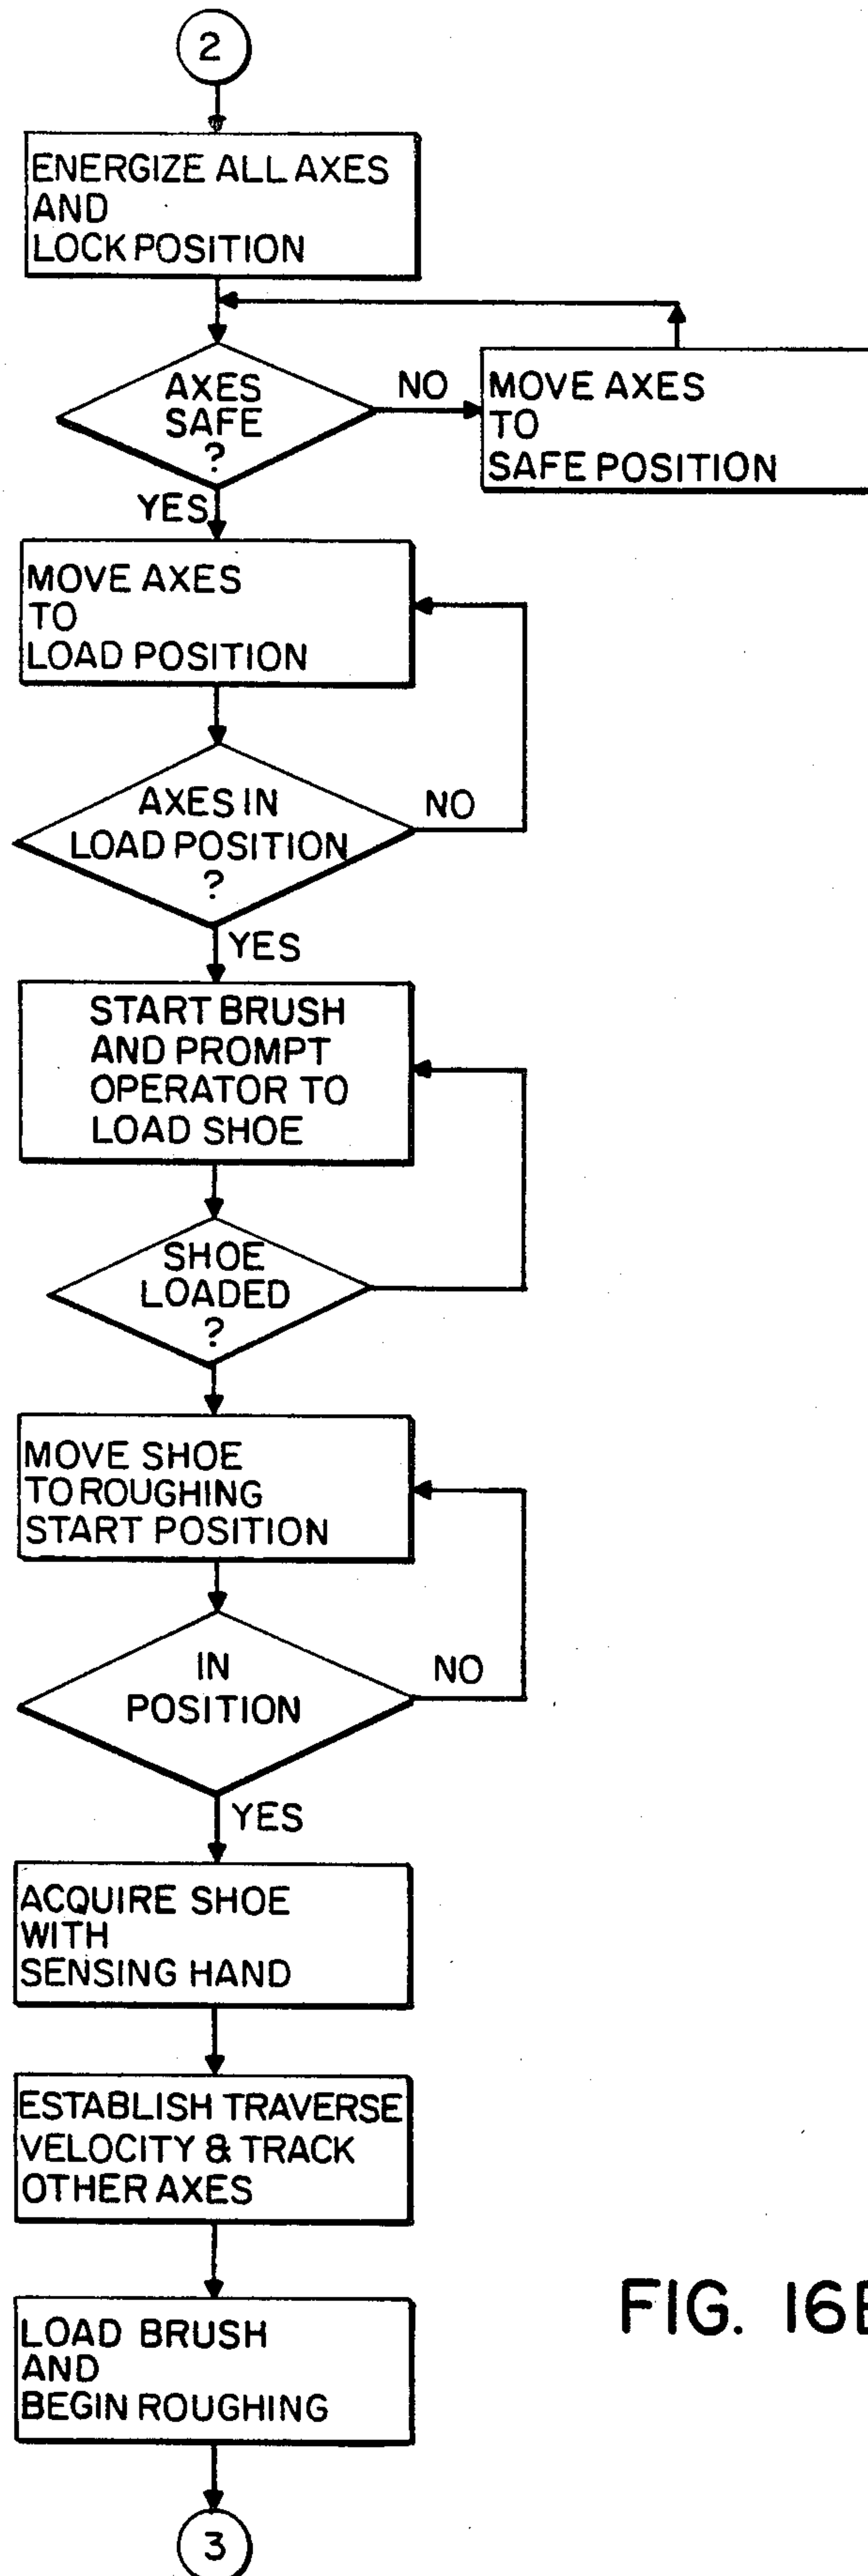 2
ENERGIZE ALL AXES
AND
LOCK POSITION
AXES
SAFE
?
NO
MOVE AXES
TO
SAFE POSITION
YES
MOVE AXES
TO
LOAD POSITION
AXES IN
LOAD POSITION
?
NO
YES
START BRUSH
AND PROMPT
OPERATOR TO
LOAD SHOE
SHOE
LOADED
?
MOVE SHOE
TO ROUGHING
START POSITION
IN
POSITION
NO
YES
ACQUIRE SHOE
WITH
SENSING HAND
ESTABLISH TRAVERSE
VELOCITY & TRACK
OTHER AXES
LOAD BRUSH
AND
BEGIN ROUGHING
FIG. 16B
3